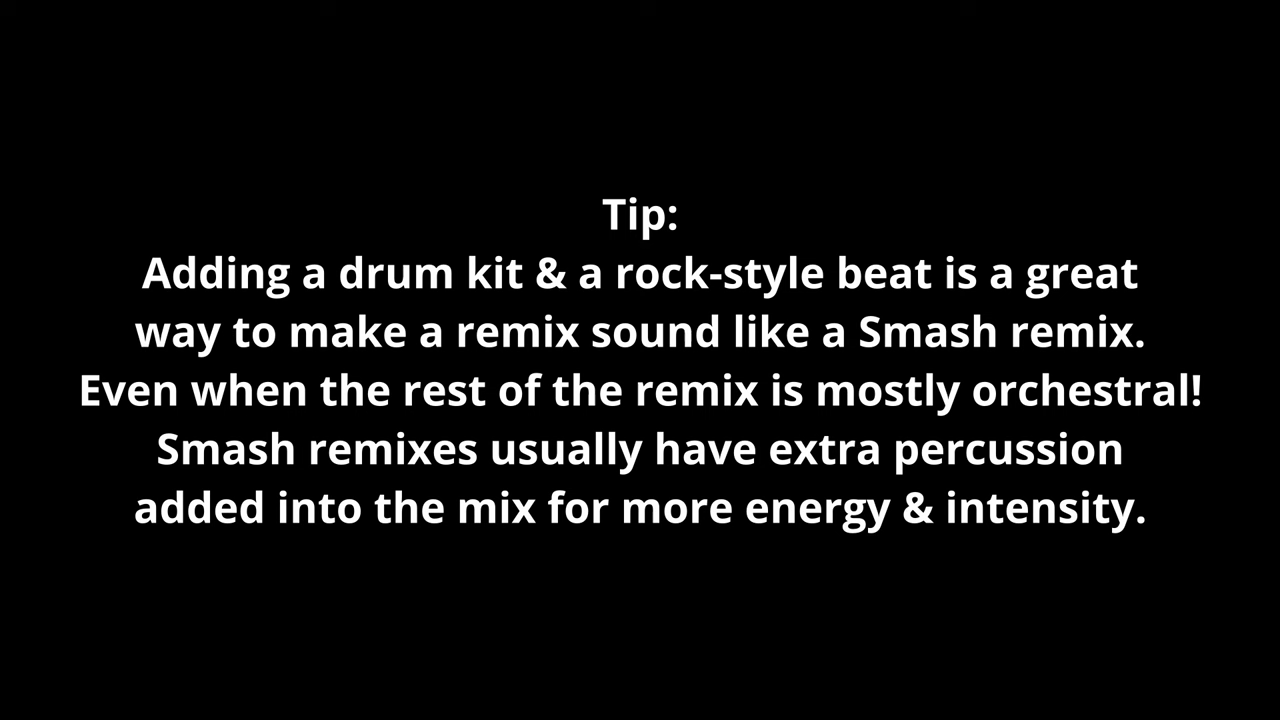 Tip:
Adding a drum kit & a rock-style beat is a great
way to make a remix sound like a Smash remix.
Even when the rest of the remix is mostly orchestral!
Smash remixes usually have extra percussion
added into the mix for more energy & intensity.